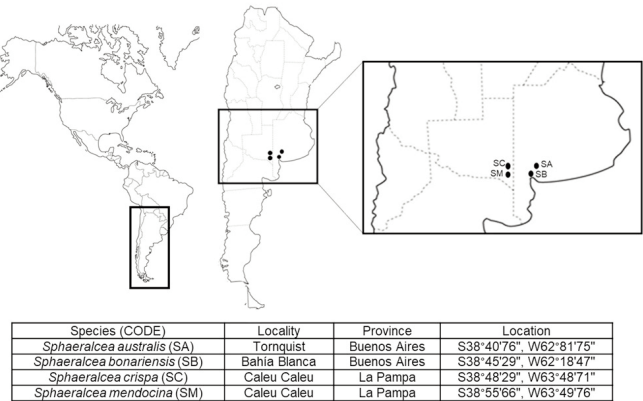 SC
SA
SM
SB
Species (CODE) Locality Province Location
Sphaeralcea australis (SA) Tornquist Buenos Aires S38°40'76", W62°81'75"
Sphaeralcea bonariensis (SB) Bahía Blanca Buenos Aires S38°45'29", W62°18'47"
Sphaeralcea crispa (SC) Caleu Caleu La Pampa S38°48'29", W63°48'71"
Sphaeralcea mendocina (SM) Caleu Caleu La Pampa S38°55'66", W63°49'76"